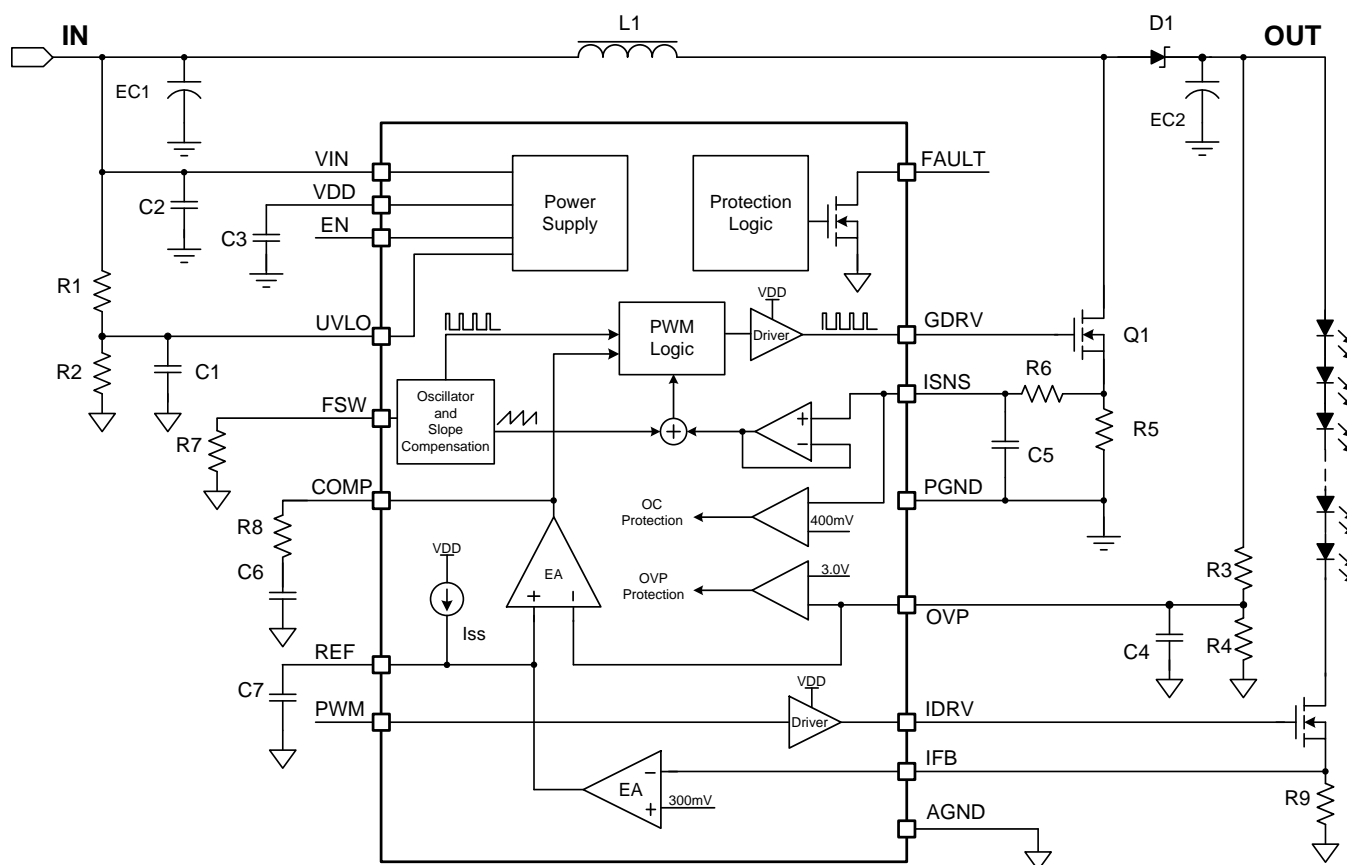 IN
L1
D1
OUT
EC1
EC2
VIN
VDD
EN
C2
C3
Power
Supply
Protection
Logic
FAULT
R1
UVLO
R2
C1
FSW
R7
Oscillator
and
Slope
Compensation
PWM
Logic
VDD
Driver
GDRV
Q1
ISNS
R6
R5
C5
+
−
+
COMP
R8
C6
PGND
OC
Protection
400mV
VDD
EA
+
−
Iss
OVP
Protection
3.0V
OVP
R3
C4
R4
REF
C7
PWM
VDD
Driver
IDRV
IFB
EA
−
+
300mV
R9
AGND